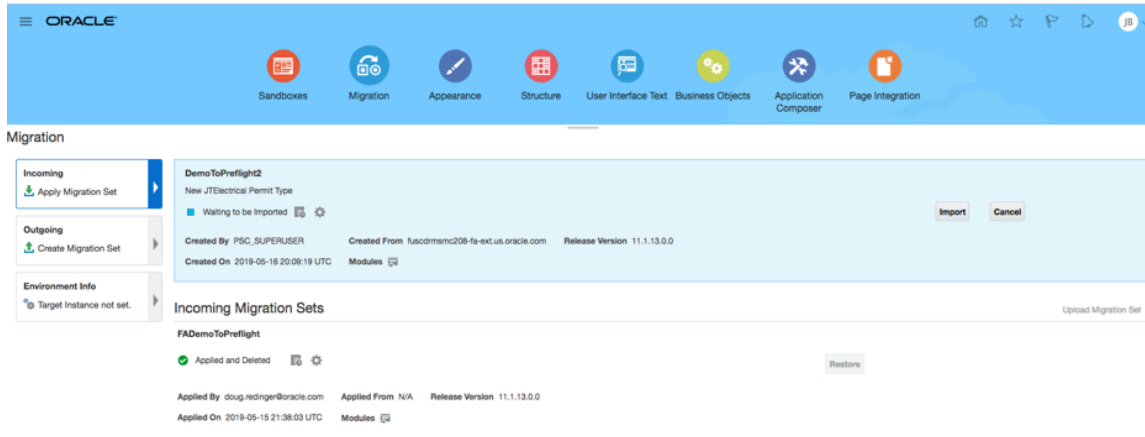 ORACLE
JB
Sandboxes
Migration
Appearance
Structure
User Interface Text
Business Objects
Application Composer
Page Integration
Migration
Incoming
Apply Migration Set
Outgoing
Create Migration Set
Environment Info
Target Instance not set.
DemoToPreflight2
New JTElectrical Permit Type
Waiting to be Imported
Import Cancel
Created By PSC_SUPERUSER Created From fuscdrmsmc208-fa-ext.us.oracle.com Release Version 11.1.13.0.0
Created On 2019-05-16 20:09:19 UTC Modules
Incoming Migration Sets Upload Migration Set
FADemoToPreflight
Applied and Deleted Restore
Applied By doug.redinger@oracle.com Applied From N/A Release Version 11.1.13.0.0
Applied On 2019-05-15 21:38:03 UTC Modules